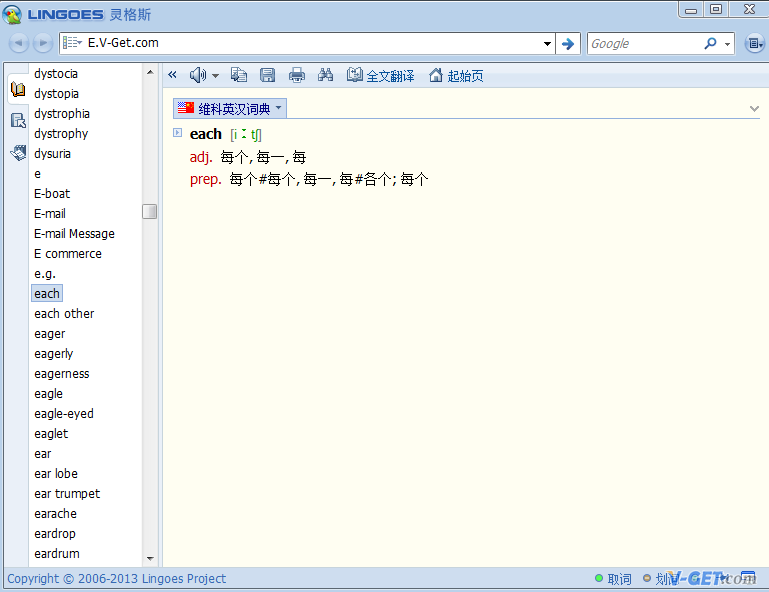 LINGOES 灵格斯
E.V-Get.com
Google
« 全文翻译 起始页
维科英汉词典
each [iːtʃ]
adj. 每个,每一,每
prep. 每个#每个,每一,每#各个;每个
dystocia
dystopia
dystrophia
dystrophy
dysuria
e
E-boat
E-mail
E-mail Message
E commerce
e.g.
each
each other
eager
eagerly
eagerness
eagle
eagle-eyed
eaglet
ear
ear lobe
ear trumpet
earache
eardrop
eardrum
Copyright © 2006-2013 Lingoes Project
取词 划词
V-GET.com